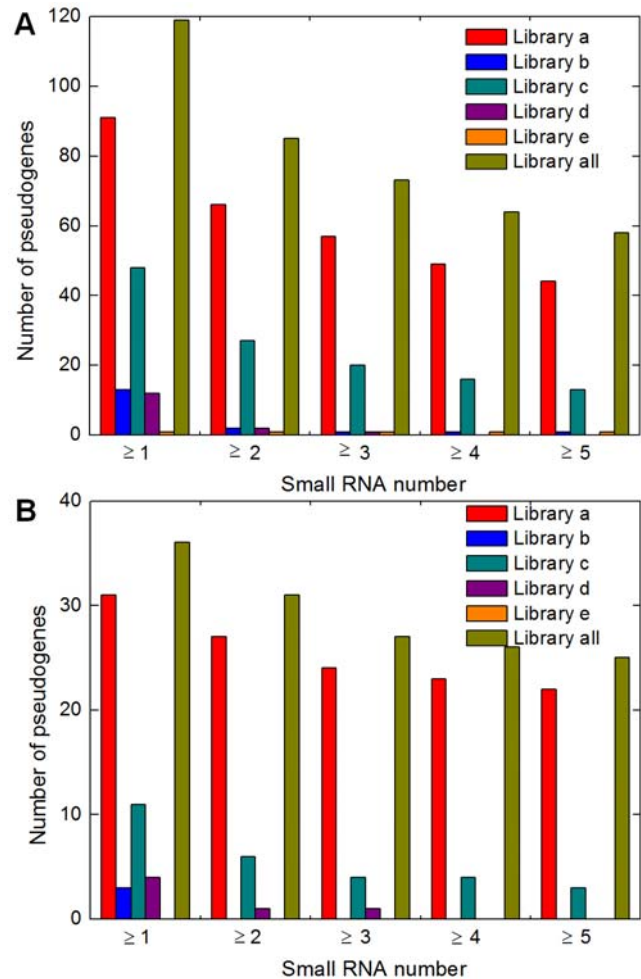 A
120
100
80
60
40
20
0
Number of pseudogenes
Library a
Library b
Library c
Library d
Library e
Library all
≥ 1 ≥ 2 ≥ 3 ≥ 4 ≥ 5
Small RNA number
B
40
30
20
10
0
Number of pseudogenes
Library a
Library b
Library c
Library d
Library e
Library all
≥ 1 ≥ 2 ≥ 3 ≥ 4 ≥ 5
Small RNA number